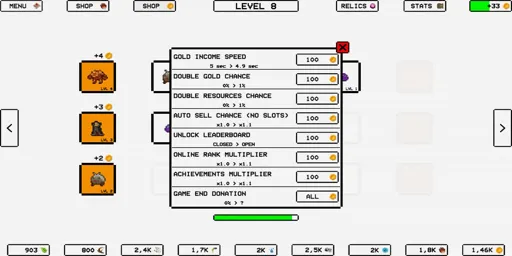 MENU
SHOP
SHOP
LEVEL 8
RELICS
STATS
+33
+4
+3
+2
GOLD INCOME SPEED
5 sec > 4.9 sec
100
DOUBLE GOLD CHANCE
0% > 1%
100
DOUBLE RESOURCES CHANCE
0% > 1%
100
AUTO SELL CHANCE (NO SLOTS)
x1.0 > x1.1
100
UNLOCK LEADERBOARD
CLOSED > OPEN
100
ONLINE RANK MULTIPLIER
x1.0 > x1.1
100
ACHIEVEMENTS MULTIPLIER
x1.0 > x1.1
100
GAME END DONATION
0% > ?
ALL
903
800
2,4K
1,7K
2K
2,5K
2K
1,8K
1,46K